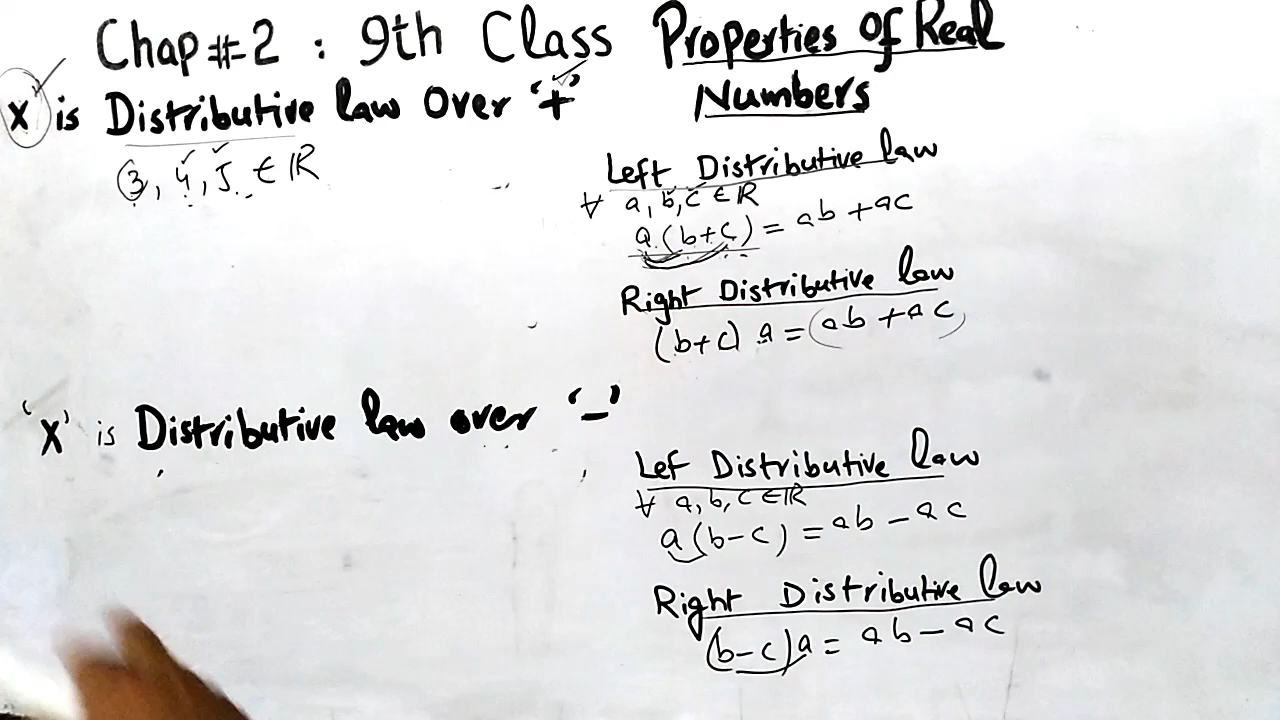 Chap # 2 : 9th Class Properties of Real Numbers
'x' is Distributive law Over '+'
3, 4, 5 ∈ ℝ
Left Distributive law
∀ a, b, c ∈ ℝ
a (b+c) = ab + ac
Right Distributive law
(b+c) a = (ab + ac)
'x' is Distributive law over '-'
Lef Distributive law
∀ a, b, c ∈ ℝ
a (b-c) = ab - ac
Right Distributive law
(b-c) a = ab - ac